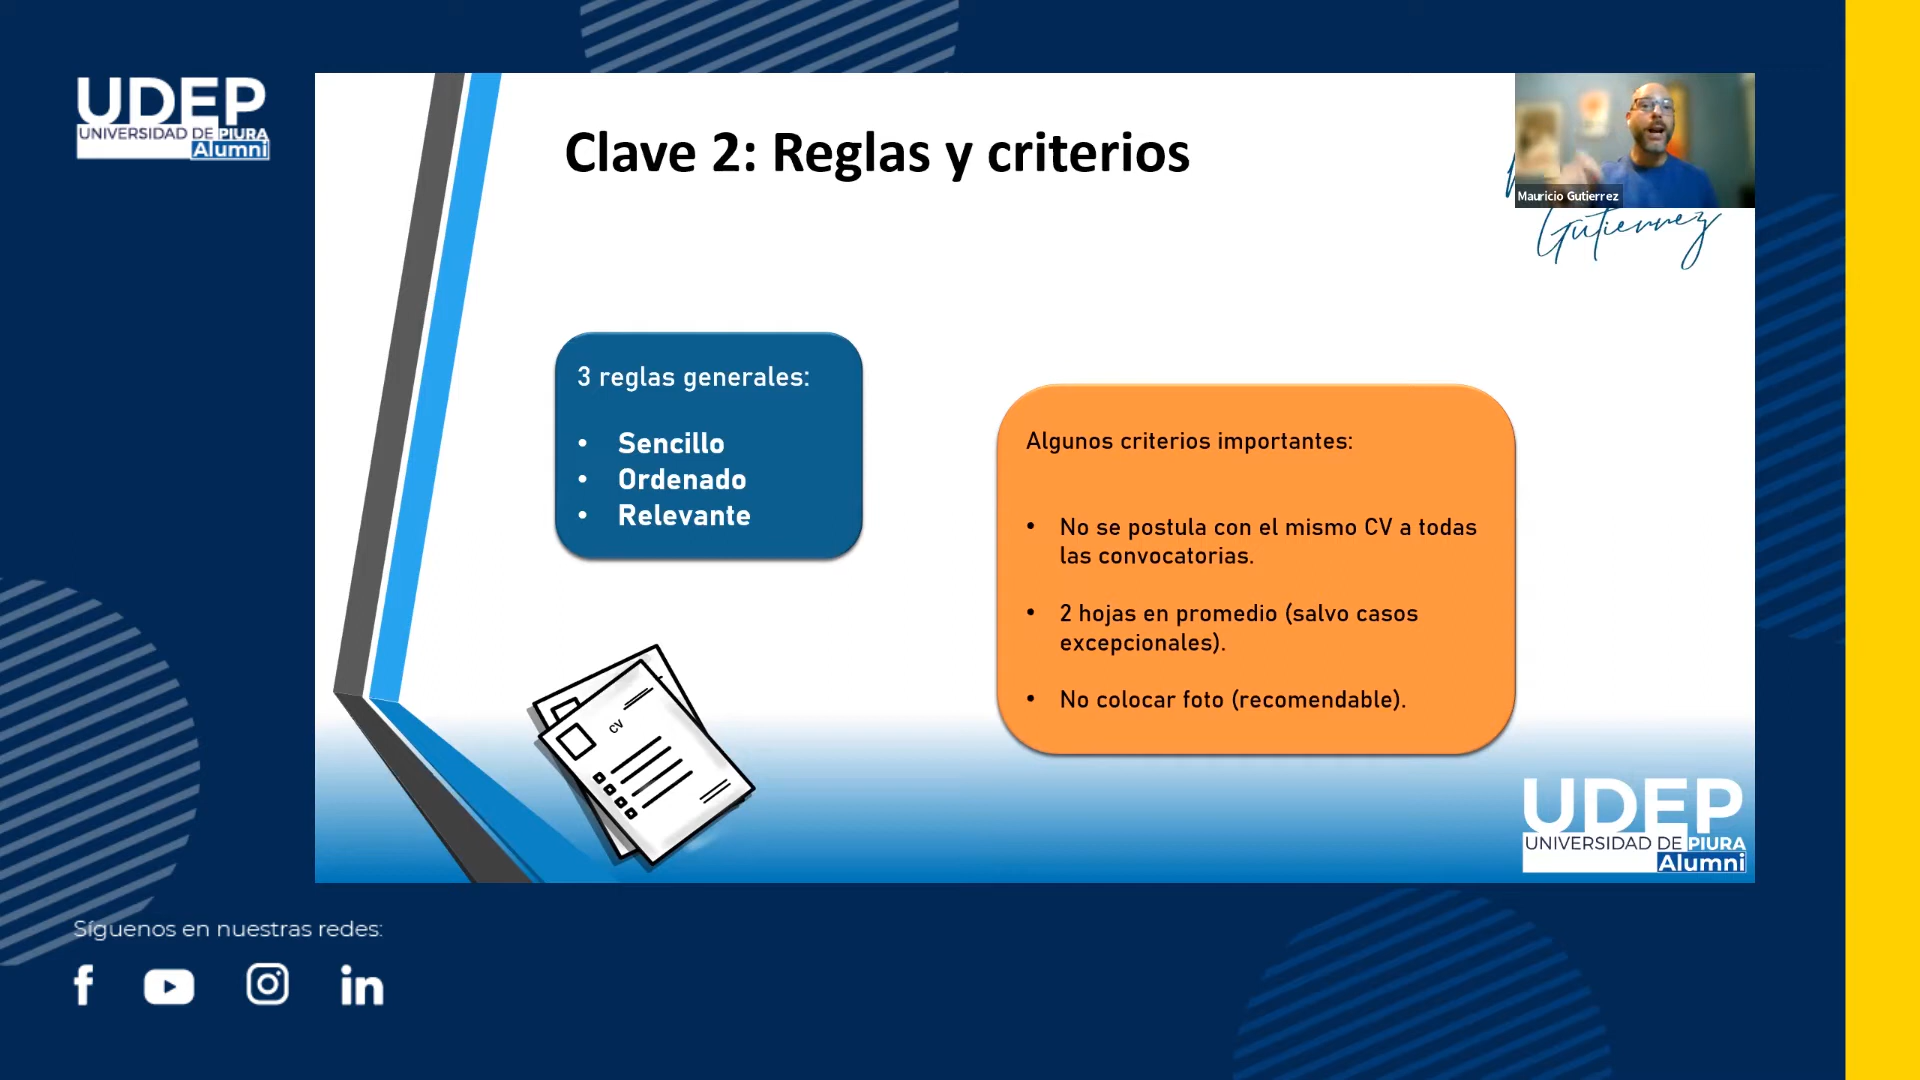 UDEP
UNIVERSIDAD DE PIURA
Alumni
Clave 2: Reglas y criterios
Mauricio Gutierrez
Gutierrez
3 reglas generales:
• Sencillo
• Ordenado
• Relevante
Algunos criterios importantes:
• No se postula con el mismo CV a todas
las convocatorias.
• 2 hojas en promedio (salvo casos
excepcionales).
• No colocar foto (recomendable).
CV
UDEP
UNIVERSIDAD DE PIURA
Alumni
Síguenos en nuestras redes: